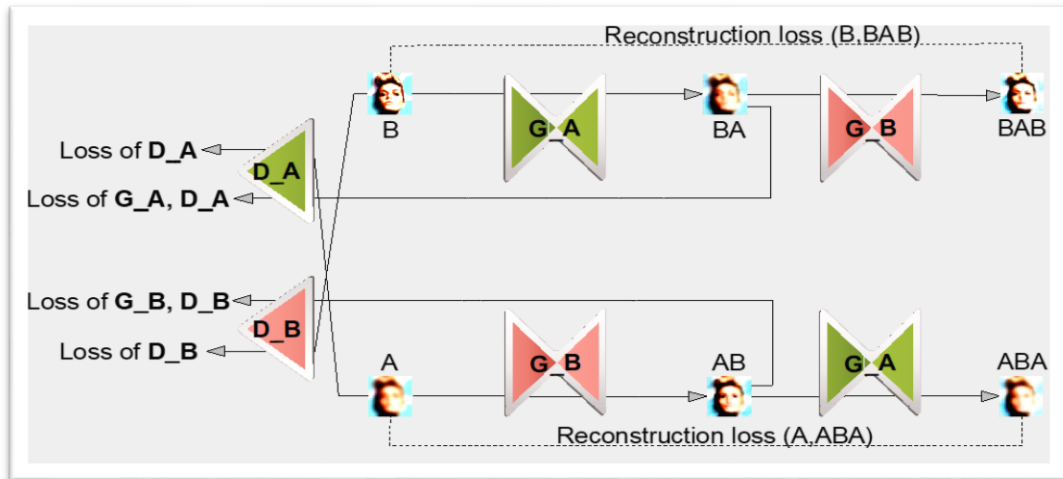 Reconstruction loss (B,BAB)
B
G_A
BA
G_B
BAB
Loss of D_A
D_A
Loss of G_A, D_A
Loss of G_B, D_B
D_B
Loss of D_B
A
G_B
AB
G_A
ABA
Reconstruction loss (A,ABA)